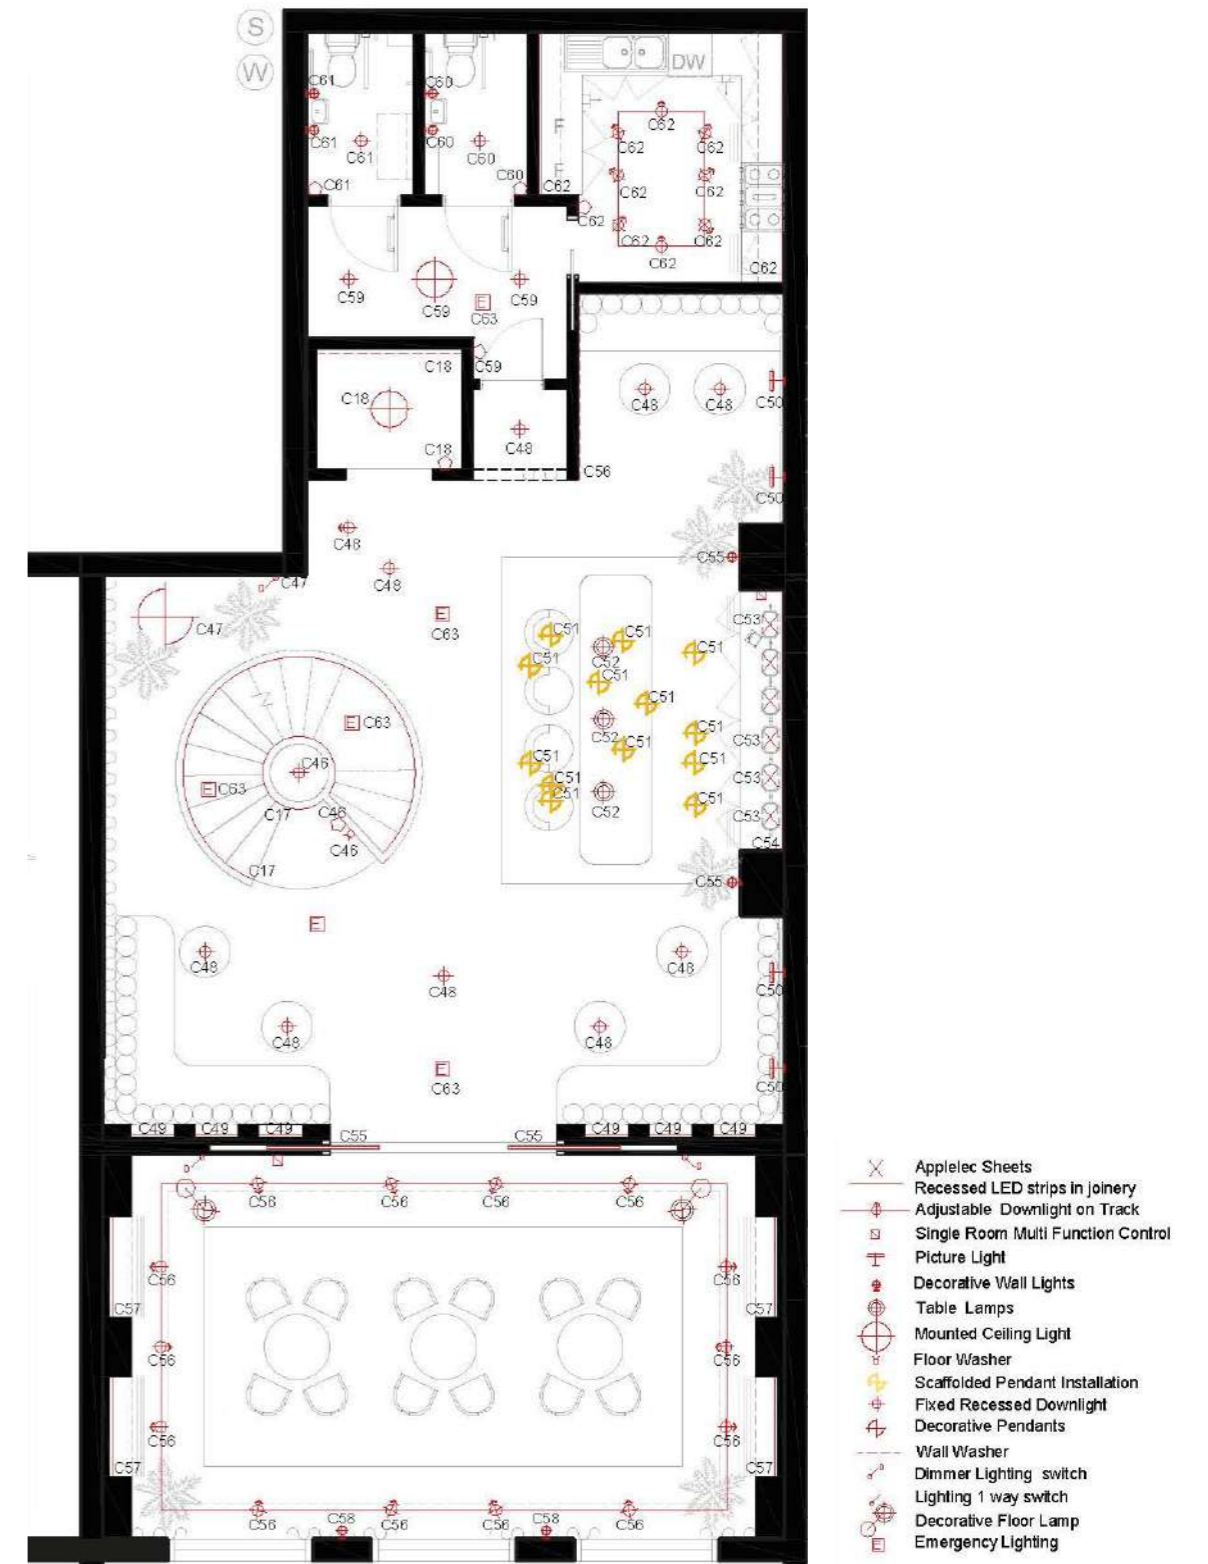 S
W
DW
C61
C60
C62
C61
C60
C62
C62
F
C61
C60
C62
C62
F
C61
C60
C62
C62
C62
C62
C62
C62
C62
C62
C59
C59
C59
E
C63
C18
C59
C18
C48
C48
C50
C18
C48
C56
C50
C48
C55
C48
C47
E
C47
C63
C53
C51
C51
C51
C51
C52
C51
C51
E
C63
C51
C52
C53
C51
C51
C51
C46
C51
C53
E
C63
C51
C51
C52
C17
C46
C53
C46
C54
C17
C55
E
C48
C48
C48
C50
C48
C48
E
C63
C50
C49
C49
C49
C49
C49
C49
C55
C55
C56
C56
C56
C56
C56
C56
C57
C57
C56
C56
C56
C56
C57
C57
C56
C58
C56
C56
C58
C56
Applelec Sheets
Recessed LED strips in joinery
Adjustable Downlight on Track
Single Room Multi Function Control
Picture Light
Decorative Wall Lights
Table Lamps
Mounted Ceiling Light
Floor Washer
Scaffolded Pendant Installation
Fixed Recessed Downlight
Decorative Pendants
Wall Washer
Dimmer Lighting switch
Lighting 1 way switch
Decorative Floor Lamp
E
Emergency Lighting